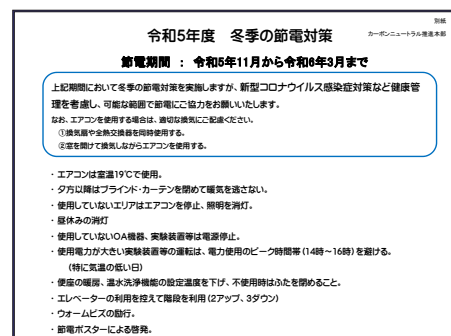 別紙
カーボンニュートラル推進本部
令和5年度　冬季の節電対策
節電期間　：　令和5年11月から令和6年3月まで
上記期間において冬季の節電対策を実施しますが、新型コロナウイルス感染症対策など健康管
理を考慮し、可能な範囲で節電にご協力をお願いいたします。
なお、エアコンを使用する場合は、適切な換気にご配慮ください。
①換気扇や全熱交換器を同時使用する。
②窓を開けて換気しながらエアコンを使用する。
・エアコンは室温19℃で使用。
・夕方以降はブラインド・カーテンを閉めて暖気を逃さない。
・使用していないエリアはエアコンを停止、照明を消灯。
・昼休みの消灯
・使用していないOA機器、実験装置等は電源停止。
・使用電力が大きい実験装置等の運転は、電力使用のピーク時間帯（14時～16時）を避ける。
（特に気温の低い日）
・便座の暖房、温水洗浄機能の設定温度を下げ、不使用時はふたを閉めること。
・エレベーターの利用を控えて階段を利用（2アップ、3ダウン）
・ウォームビズの励行。
・節電ポスターによる啓発。